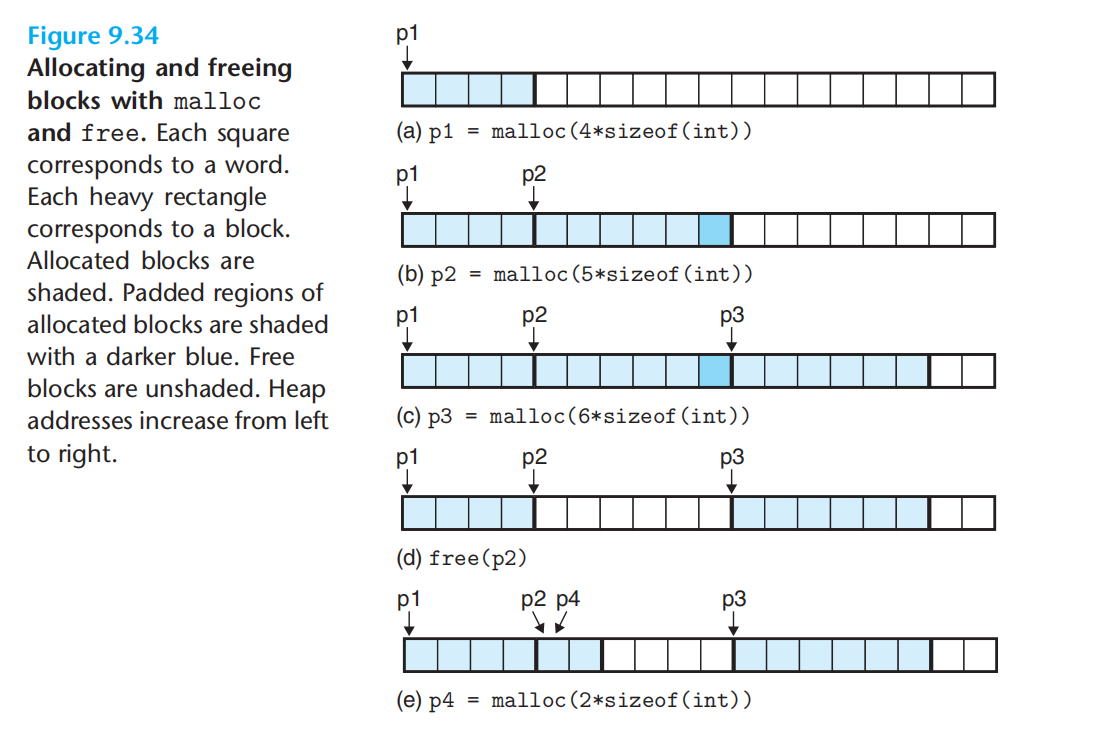 Figure 9.34
Allocating and freeing
blocks with malloc
and free. Each square
corresponds to a word.
Each heavy rectangle
corresponds to a block.
Allocated blocks are
shaded. Padded regions of
allocated blocks are shaded
with a darker blue. Free
blocks are unshaded. Heap
addresses increase from left
to right.
p1
(a) p1 = malloc(4*sizeof(int))
p1 p2
(b) p2 = malloc(5*sizeof(int))
p1 p2 p3
(c) p3 = malloc(6*sizeof(int))
p1 p2 p3
(d) free(p2)
p1 p2 p4 p3
(e) p4 = malloc(2*sizeof(int))